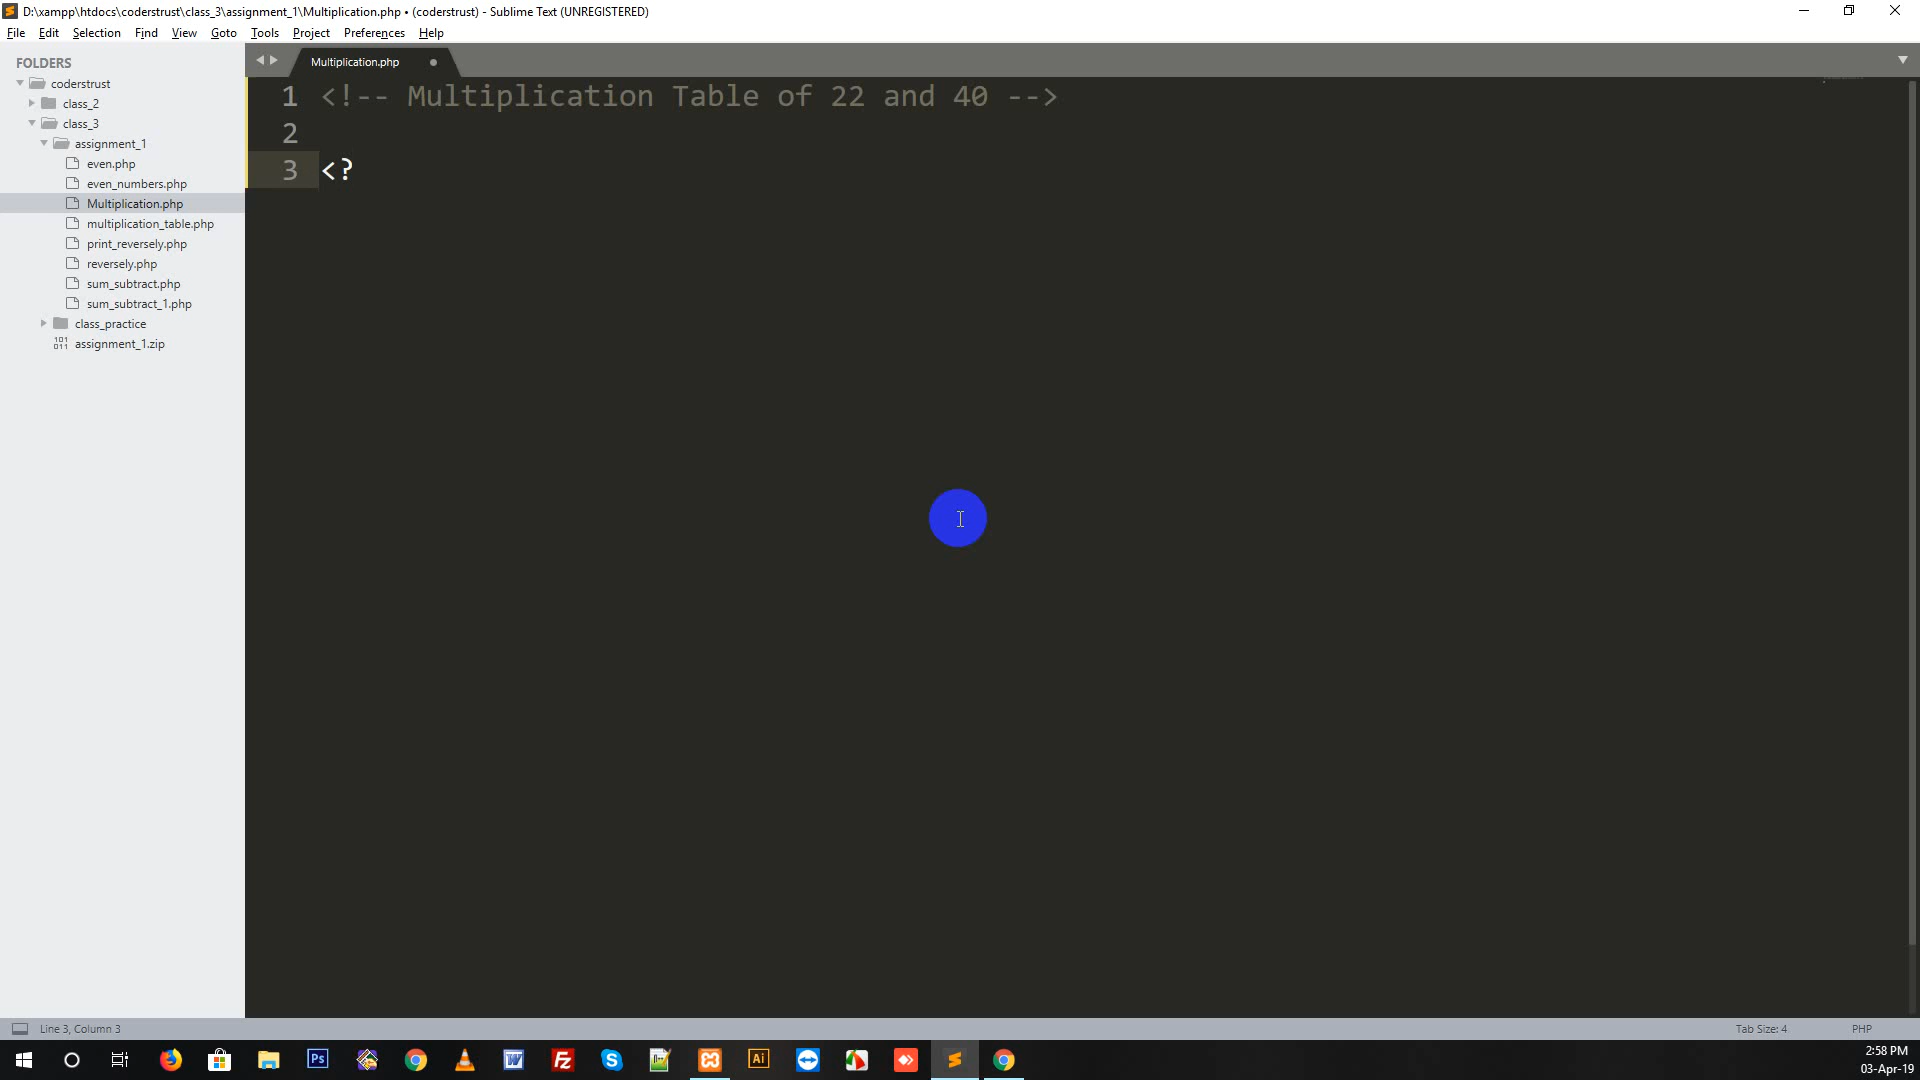 D:\xampp\htdocs\coderstrust\class_3\assignment_1\Multiplication.php • (coderstrust) - Sublime Text (UNREGISTERED)
File Edit Selection Find View Goto Tools Project Preferences Help
FOLDERS
coderstrust
class_2
class_3
assignment_1
even.php
even_numbers.php
Multiplication.php
multiplication_table.php
print_reversely.php
reversely.php
sum_subtract.php
sum_subtract_1.php
class_practice
assignment_1.zip
Multiplication.php
1 <!-- Multiplication Table of 22 and 40 -->
2
3 <?
Line 3, Column 3
Tab Size: 4
PHP
Ps
W
Fz
S
Ai
2:58 PM
03-Apr-19